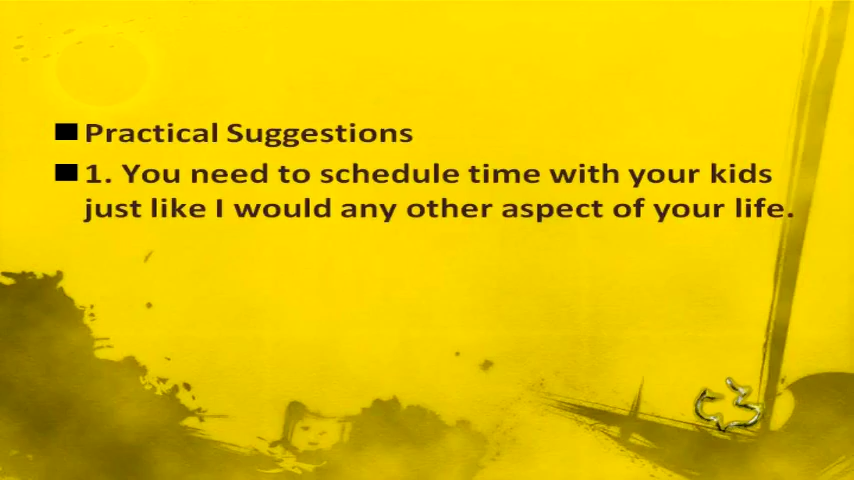 Practical Suggestions
1. You need to schedule time with your kids
just like I would any other aspect of your life.